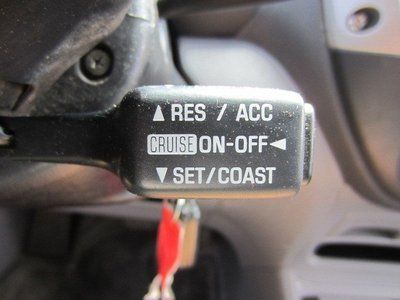 ▲ RES / ACC
CRUISE ON-OFF ◄
▼ SET/COAST